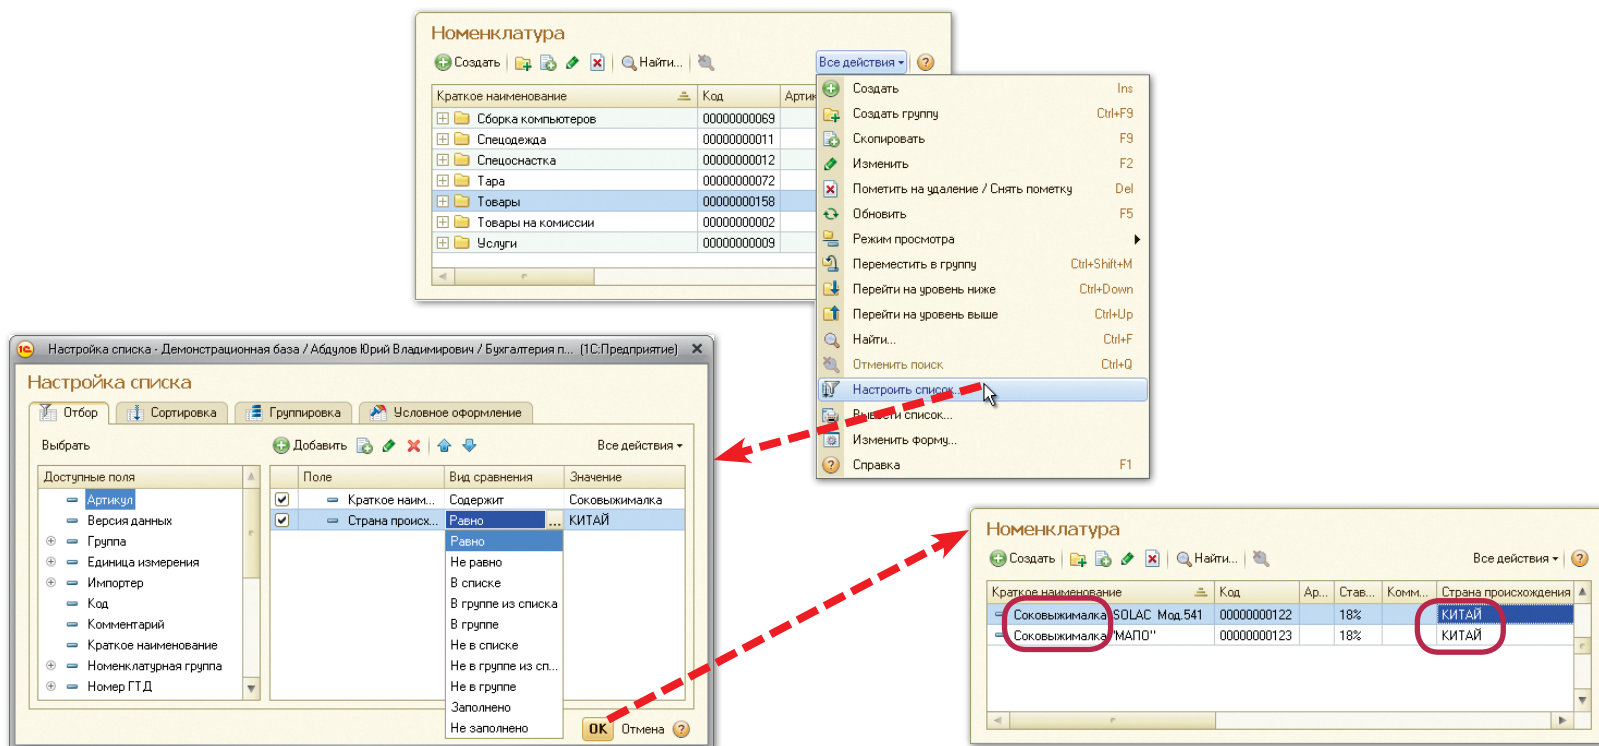 Номенклатура
Создать Найти... Все действия
Краткое наименование Код
Сборка компьютеров 00000000069
Спецодежда 00000000011
Спецоснастка 00000000012
Тара 00000000072
Товары 00000000158
Товары на комиссии 00000000002
Услуги 00000000009
Создать Ins
Создать группу Ctrl+F9
Скопировать F9
Изменить F2
Пометить на удаление / Снять пометку Del
Обновить F5
Режим просмотра
Переместить в группу Ctrl+Shift+M
Перейти на уровень ниже Ctrl+Down
Перейти на уровень выше Ctrl+Up
Найти... Ctrl+F
Отменить поиск Ctrl+Q
Настроить список...
Вывести список...
Изменить форму...
Справка F1
Настройка списка - Демонстрационная база / Абдулов Юрий Владимирович / Бухгалтерия п... (1С:Предприятие)
Настройка списка
Отбор Сортировка Группировка Условное оформление
Выбрать Добавить Все действия
Доступные поля Поле Вид сравнения Значение
Артикул Краткое наим... Содержит Соковыжималка
Версия данных Страна происх... Равно ... КИТАЙ
Группа Равно
Единица измерения Не равно
Импортер В списке
Код В группе из списка
Комментарий В группе
Краткое наименование Не в списке
Номенклатурная группа Не в группе из сп...
Номер ГТД Не в группе
Заполнено
Не заполнено
OK Отмена
Номенклатура
Создать Найти... Все действия
Краткое наименование Код Ар... Став... Комм... Страна происхождения
Соковыжималка SOLAC Мод.541 00000000122 18% КИТАЙ
Соковыжималка "МАПО" 00000000123 18% КИТАЙ